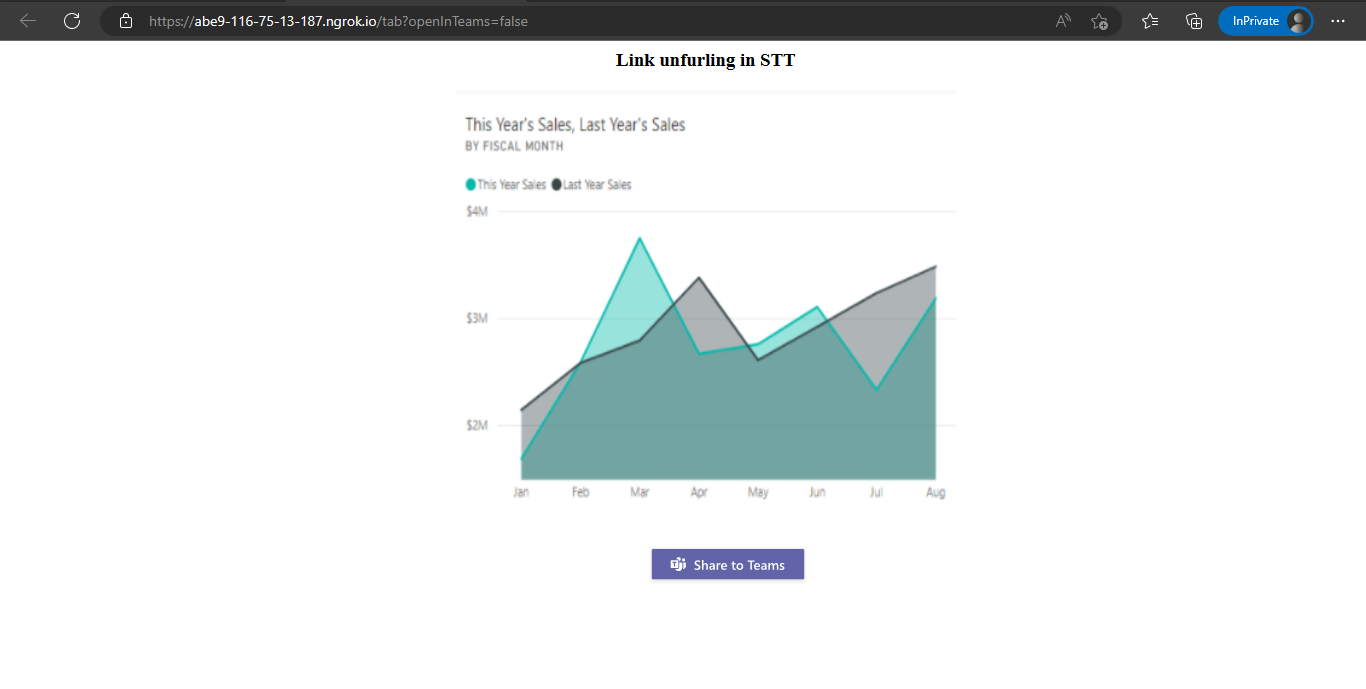 https://abe9-116-75-13-187.ngrok.io/tab?openInTeams=false
InPrivate
Link unfurling in STT
This Year's Sales, Last Year's Sales
BY FISCAL MONTH
This Year Sales Last Year Sales
$4M
$3M
$2M
Jan Feb Mar Apr May Jun Jul Aug
Share to Teams